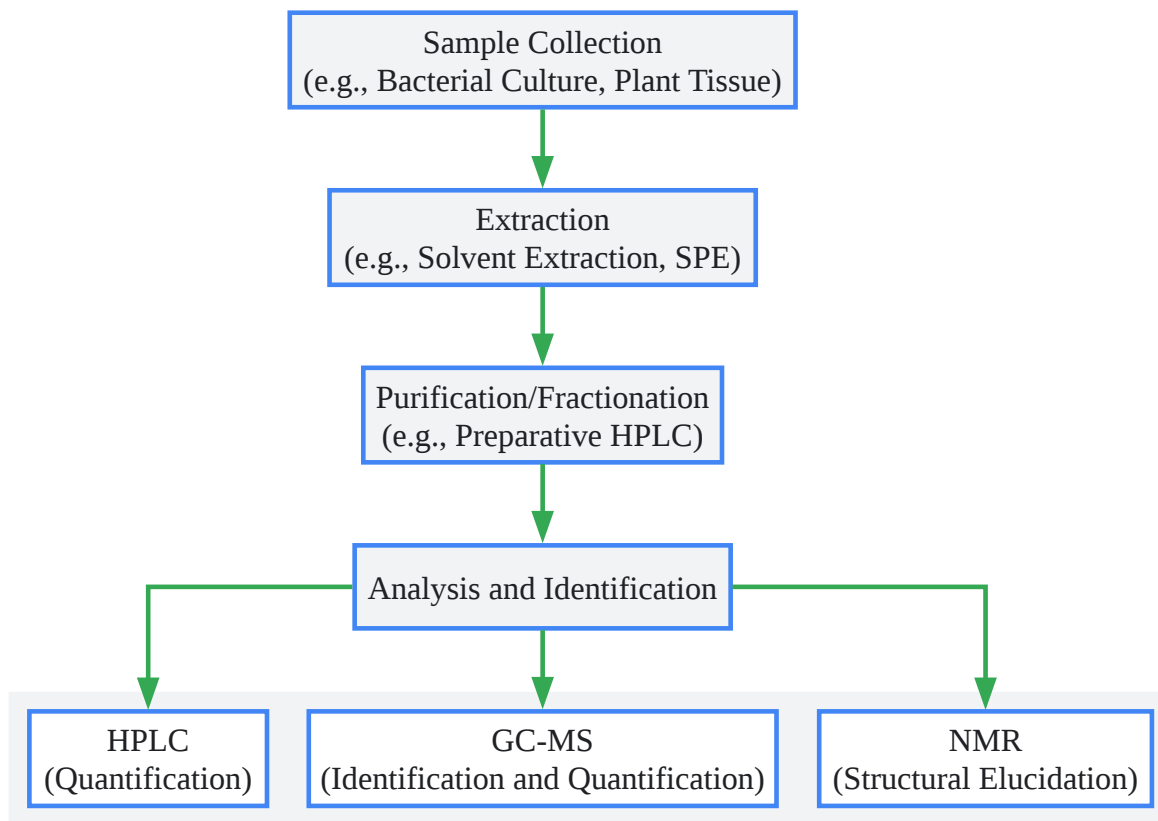 Sample Collection
(e.g., Bacterial Culture, Plant Tissue)
Extraction
(e.g., Solvent Extraction, SPE)
Purification/Fractionation
(e.g., Preparative HPLC)
Analysis and Identification
HPLC
(Quantification)
GC-MS
(Identification and Quantification)
NMR
(Structural Elucidation)